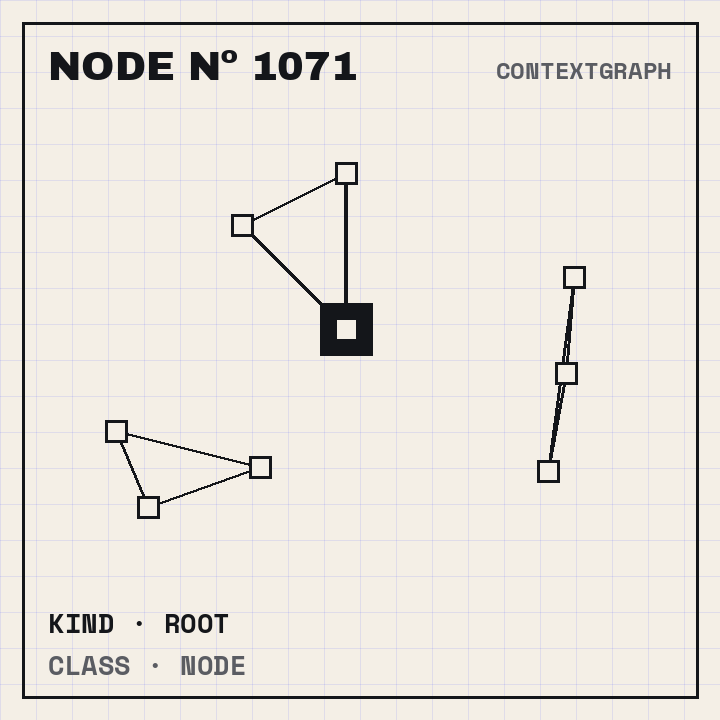 NODE Nº 1071
CONTEXTGRAPH
KIND · ROOT
CLASS · NODE